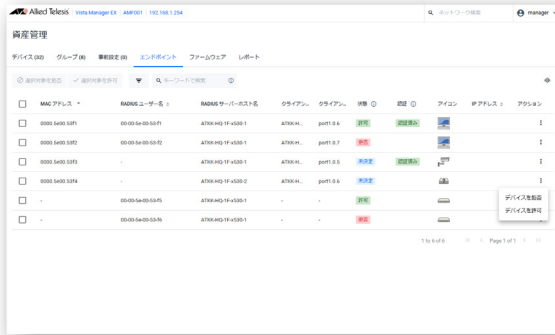 Allied Telesis Vista Manager EX AMF001 192.168.1.254 ネットワーク検索 manager
資産管理
デバイス (32) グループ (8) 事前設定 (0) エンドポイント ファームウェア レポート
選択対象を拒否 選択対象を許可 キーワードで検索
MAC アドレス RADIUS ユーザー名 RADIUS サーバーホスト名 クライアン... クライアン... 状態 認証 アイコン IP アドレス アクション
0000.5e00.53f1 00-00-5e-00-53-f1 ATKK-HQ-1F-x530-1 ATKK-H... port1.0.6 許可 認証済み
0000.5e00.53f2 00-00-5e-00-53-f2 ATKK-HQ-1F-x530-1 ATKK-H... port1.0.7 拒否
0000.5e00.53f3 - ATKK-HQ-1F-x530-1 ATKK-H... port1.0.5 未決定 認証済み
0000.5e00.53f4 - ATKK-HQ-1F-x530-2 ATKK-H... port1.0.6 未決定
- 00-00-5e-00-53-f5 ATKK-HQ-1F-x530-1 - - 許可
- 00-00-5e-00-53-f6 ATKK-HQ-1F-x530-1 - - 拒否
デバイスを拒否
デバイスを許可
1 to 6 of 6 Page 1 of 1